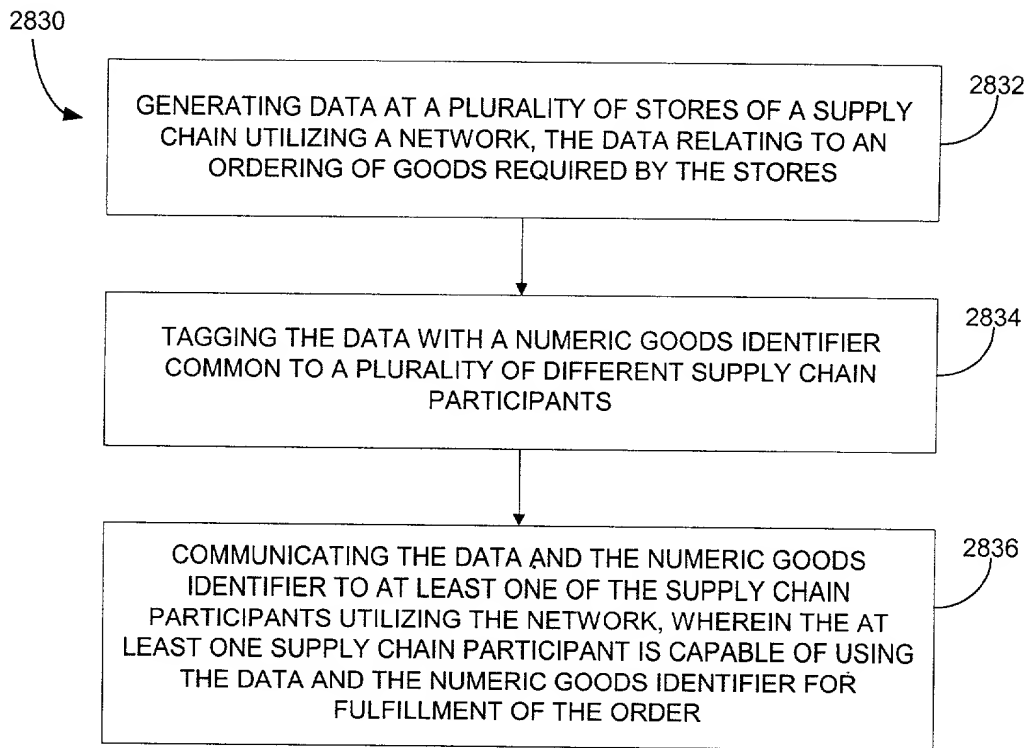 2830
GENERATING DATA AT A PLURALITY OF STORES OF A SUPPLY
CHAIN UTILIZING A NETWORK, THE DATA RELATING TO AN
ORDERING OF GOODS REQUIRED BY THE STORES
2832
TAGGING THE DATA WITH A NUMERIC GOODS IDENTIFIER
COMMON TO A PLURALITY OF DIFFERENT SUPPLY CHAIN
PARTICIPANTS
2834
COMMUNICATING THE DATA AND THE NUMERIC GOODS
IDENTIFIER TO AT LEAST ONE OF THE SUPPLY CHAIN
PARTICIPANTS UTILIZING THE NETWORK, WHEREIN THE AT
LEAST ONE SUPPLY CHAIN PARTICIPANT IS CAPABLE OF USING
THE DATA AND THE NUMERIC GOODS IDENTIFIER FOR
FULFILLMENT OF THE ORDER
2836